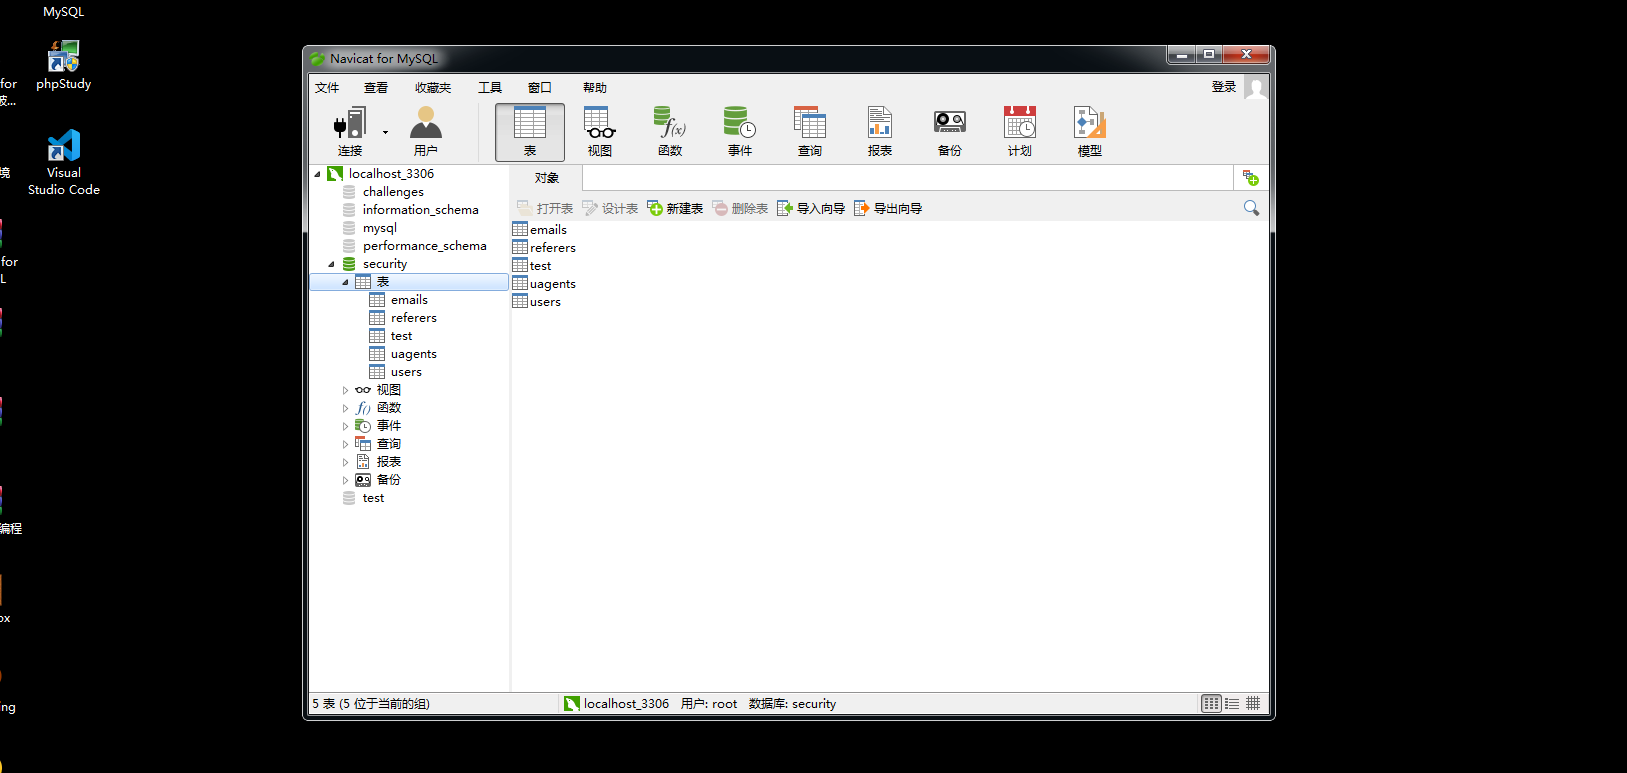 MySQL
phpStudy
for
Visual
Studio Code
境
for
L
编程
ox
ng
Navicat for MySQL
文件 查看 收藏夹 工具 窗口 帮助 登录
连接 用户 表 视图 函数 事件 查询 报表 备份 计划 模型
localhost_3306
challenges
information_schema
mysql
performance_schema
security
表
emails
referers
test
uagents
users
视图
函数
事件
查询
报表
备份
test
对象
打开表 设计表 新建表 删除表 导入向导 导出向导
emails
referers
test
uagents
users
5 表 (5 位于当前的组) localhost_3306 用户: root 数据库: security